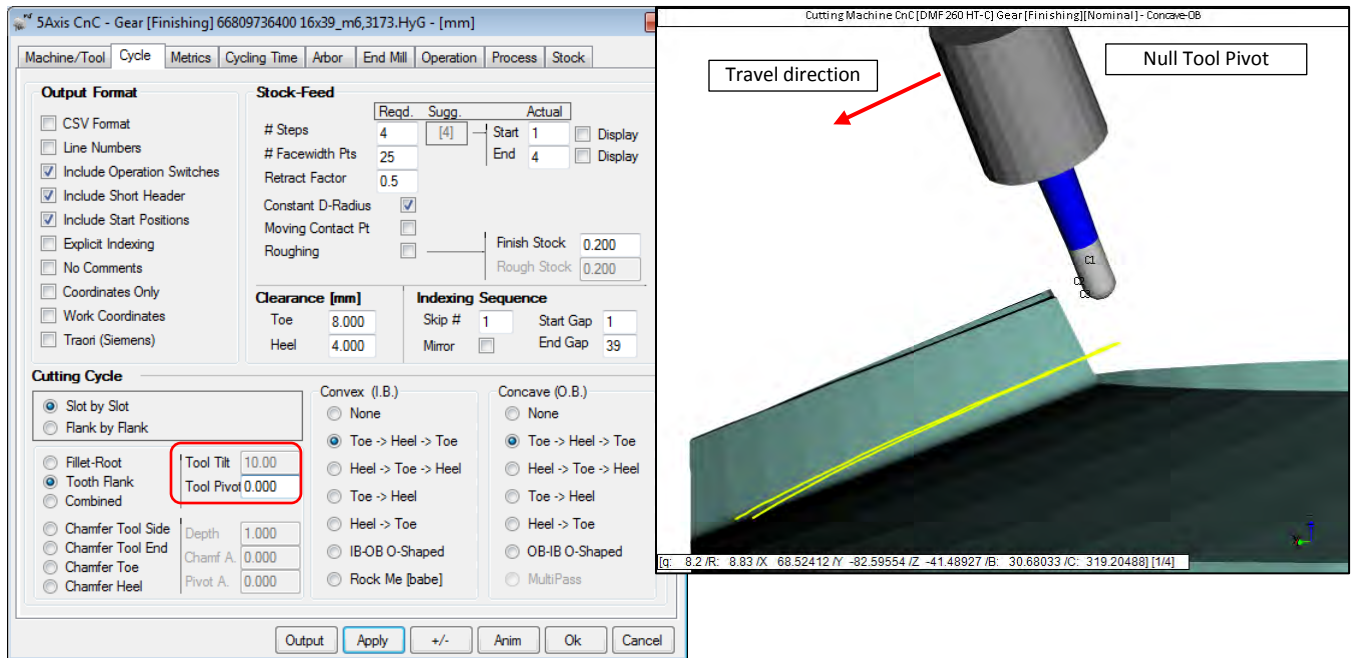 5Axis CnC - Gear [Finishing] 66809736400 16x39_m6,3173.HyG - [mm]
Machine/Tool Cycle Metrics Cycling Time Arbor End Mill Operation Process Stock
Output Format
CSV Format
Line Numbers
Include Operation Switches
Include Short Header
Include Start Positions
Explicit Indexing
No Comments
Coordinates Only
Work Coordinates
Traori (Siemens)
Stock-Feed
Reqd. Sugg. Actual
# Steps 4 [4] Start 1 Display
# Facewidth Pts 25 End 4 Display
Retract Factor 0.5
Constant D-Radius
Moving Contact Pt
Roughing Finish Stock 0.200
Rough Stock 0.200
Clearance [mm]
Toe 8.000
Heel 4.000
Indexing Sequence
Skip # 1 Start Gap 1
Mirror End Gap 39
Cutting Cycle
Slot by Slot
Flank by Flank
Fillet-Root
Tooth Flank
Combined
Tool Tilt 10.00
Tool Pivot 0.000
Chamfer Tool Side
Chamfer Tool End
Chamfer Toe
Chamfer Heel
Depth 1.000
Chamf A. 0.000
Pivot A. 0.000
Convex (I.B.)
None
Toe -> Heel -> Toe
Heel -> Toe -> Heel
Toe -> Heel
Heel -> Toe
IB-OB O-Shaped
Rock Me [babe]
Concave (O.B.)
None
Toe -> Heel -> Toe
Heel -> Toe -> Heel
Toe -> Heel
Heel -> Toe
OB-IB O-Shaped
MultiPass
Output Apply +/- Anim Ok Cancel
Cutting Machine CnC [DMF 260 HT-C] Gear [Finishing][Nominal] - Concave-OB
Travel direction
Null Tool Pivot
C1
C2
C3
[q: 8.2 /R: 8.83 /X 68.52412 /Y -82.59554 /Z -41.48927 /B: 30.68033 /C: 319.20488] [1/4]